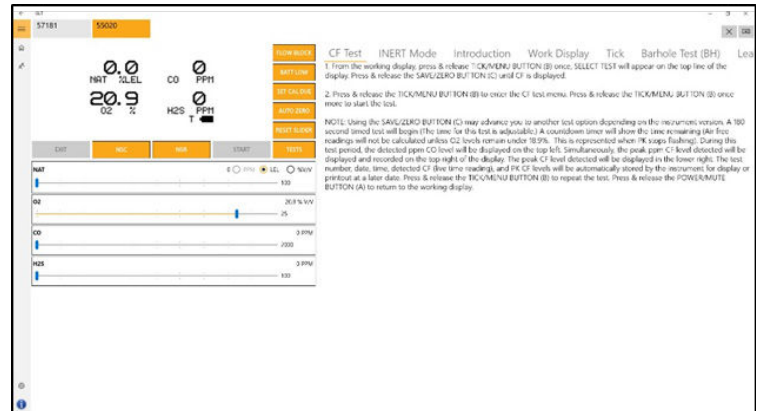 57181 55020
0.0 0
NAT %LEL CO PPM
20.9 0
O2 % H2S PPM
T
FLOW BLOCK
BATT LOW
SET CAL DUE
AUTO ZERO
RESET SLIDER
EXIT START TESTS
NAT PPM LEL %V/V
100
O2 20.9 % V/V
25
CO 0 PPM
2000
H2S 0 PPM
100
CF Test INERT Mode Introduction Work Display Tick Barhole Test (BH) Lea
1. From the working display, press & release TICK/MENU BUTTON (B) once, SELECT TEST will appear on the top line of the
display. Press & release the SAVE/ZERO BUTTON (C) until CF is displayed.
2. Press & release the TICK/MENU BUTTON (B) to enter the CF test menu. Press & release the TICK/MENU BUTTON (B) once
more to start the test.
NOTE: Using the SAVE/ZERO BUTTON (C) may advance you to another test option depending on the instrument version. A 180
second timed test will begin (The time for this test is adjustable.) A countdown timer will show the time remaining (Air free
readings will not be calculated unless O2 levels remain under 18.9%. This is represented when PK stops flashing). During this
test period, the detected ppm CO level will be displayed on the top left. Simultaneously, the peak ppm CF level detected will be
displayed and recorded on the top right of the display. The peak CF level detected will be displayed in the lower right. The test
number, date, time, detected CF (live time reading), and PK CF levels will be automatically stored by the instrument for display or
printout at a later date. Press & release the TICK/MENU BUTTON (B) to repeat the test. Press & release the POWER/MUTE
BUTTON (A) to return to the working display.